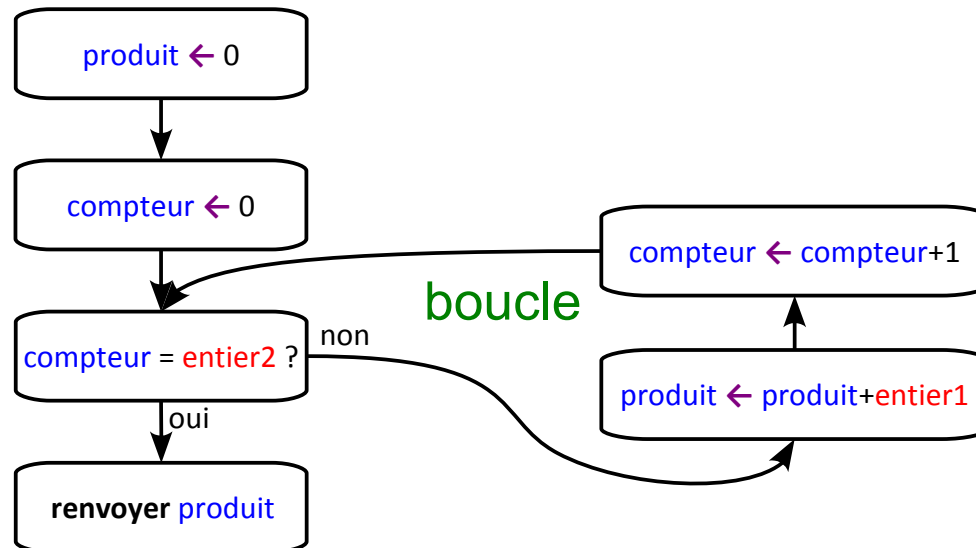 produit ← 0
compteur ← 0
compteur = entier2 ?
non
oui
renvoyer produit
boucle
compteur ← compteur+1
produit ← produit+entier1